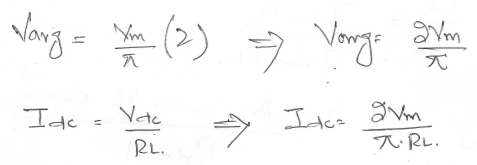 Vavg = Vm/π (2) ⇒ Vavg = 2Vm/π
Idc = Vdc/RL. ⇒ Idc = 2Vm/π.RL.